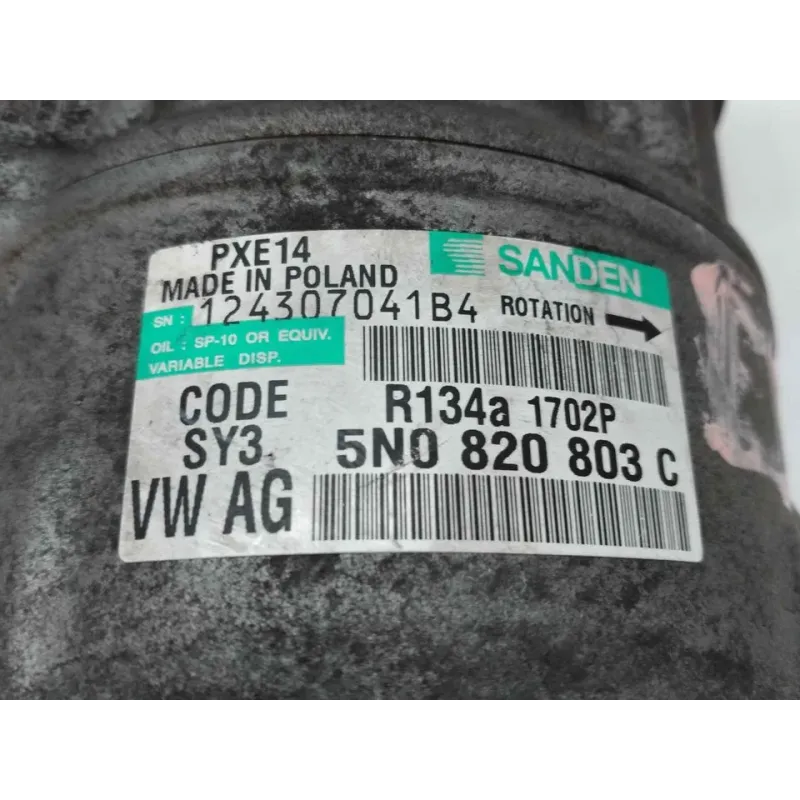 PXE14
SANDEN
MADE IN POLAND
SN: 124307041B4
ROTATION
OIL : SP-10 OR EQUIV.
VARIABLE DISP.
CODE
R134a 1702P
SY3
5N0 820 803 C
VW AG